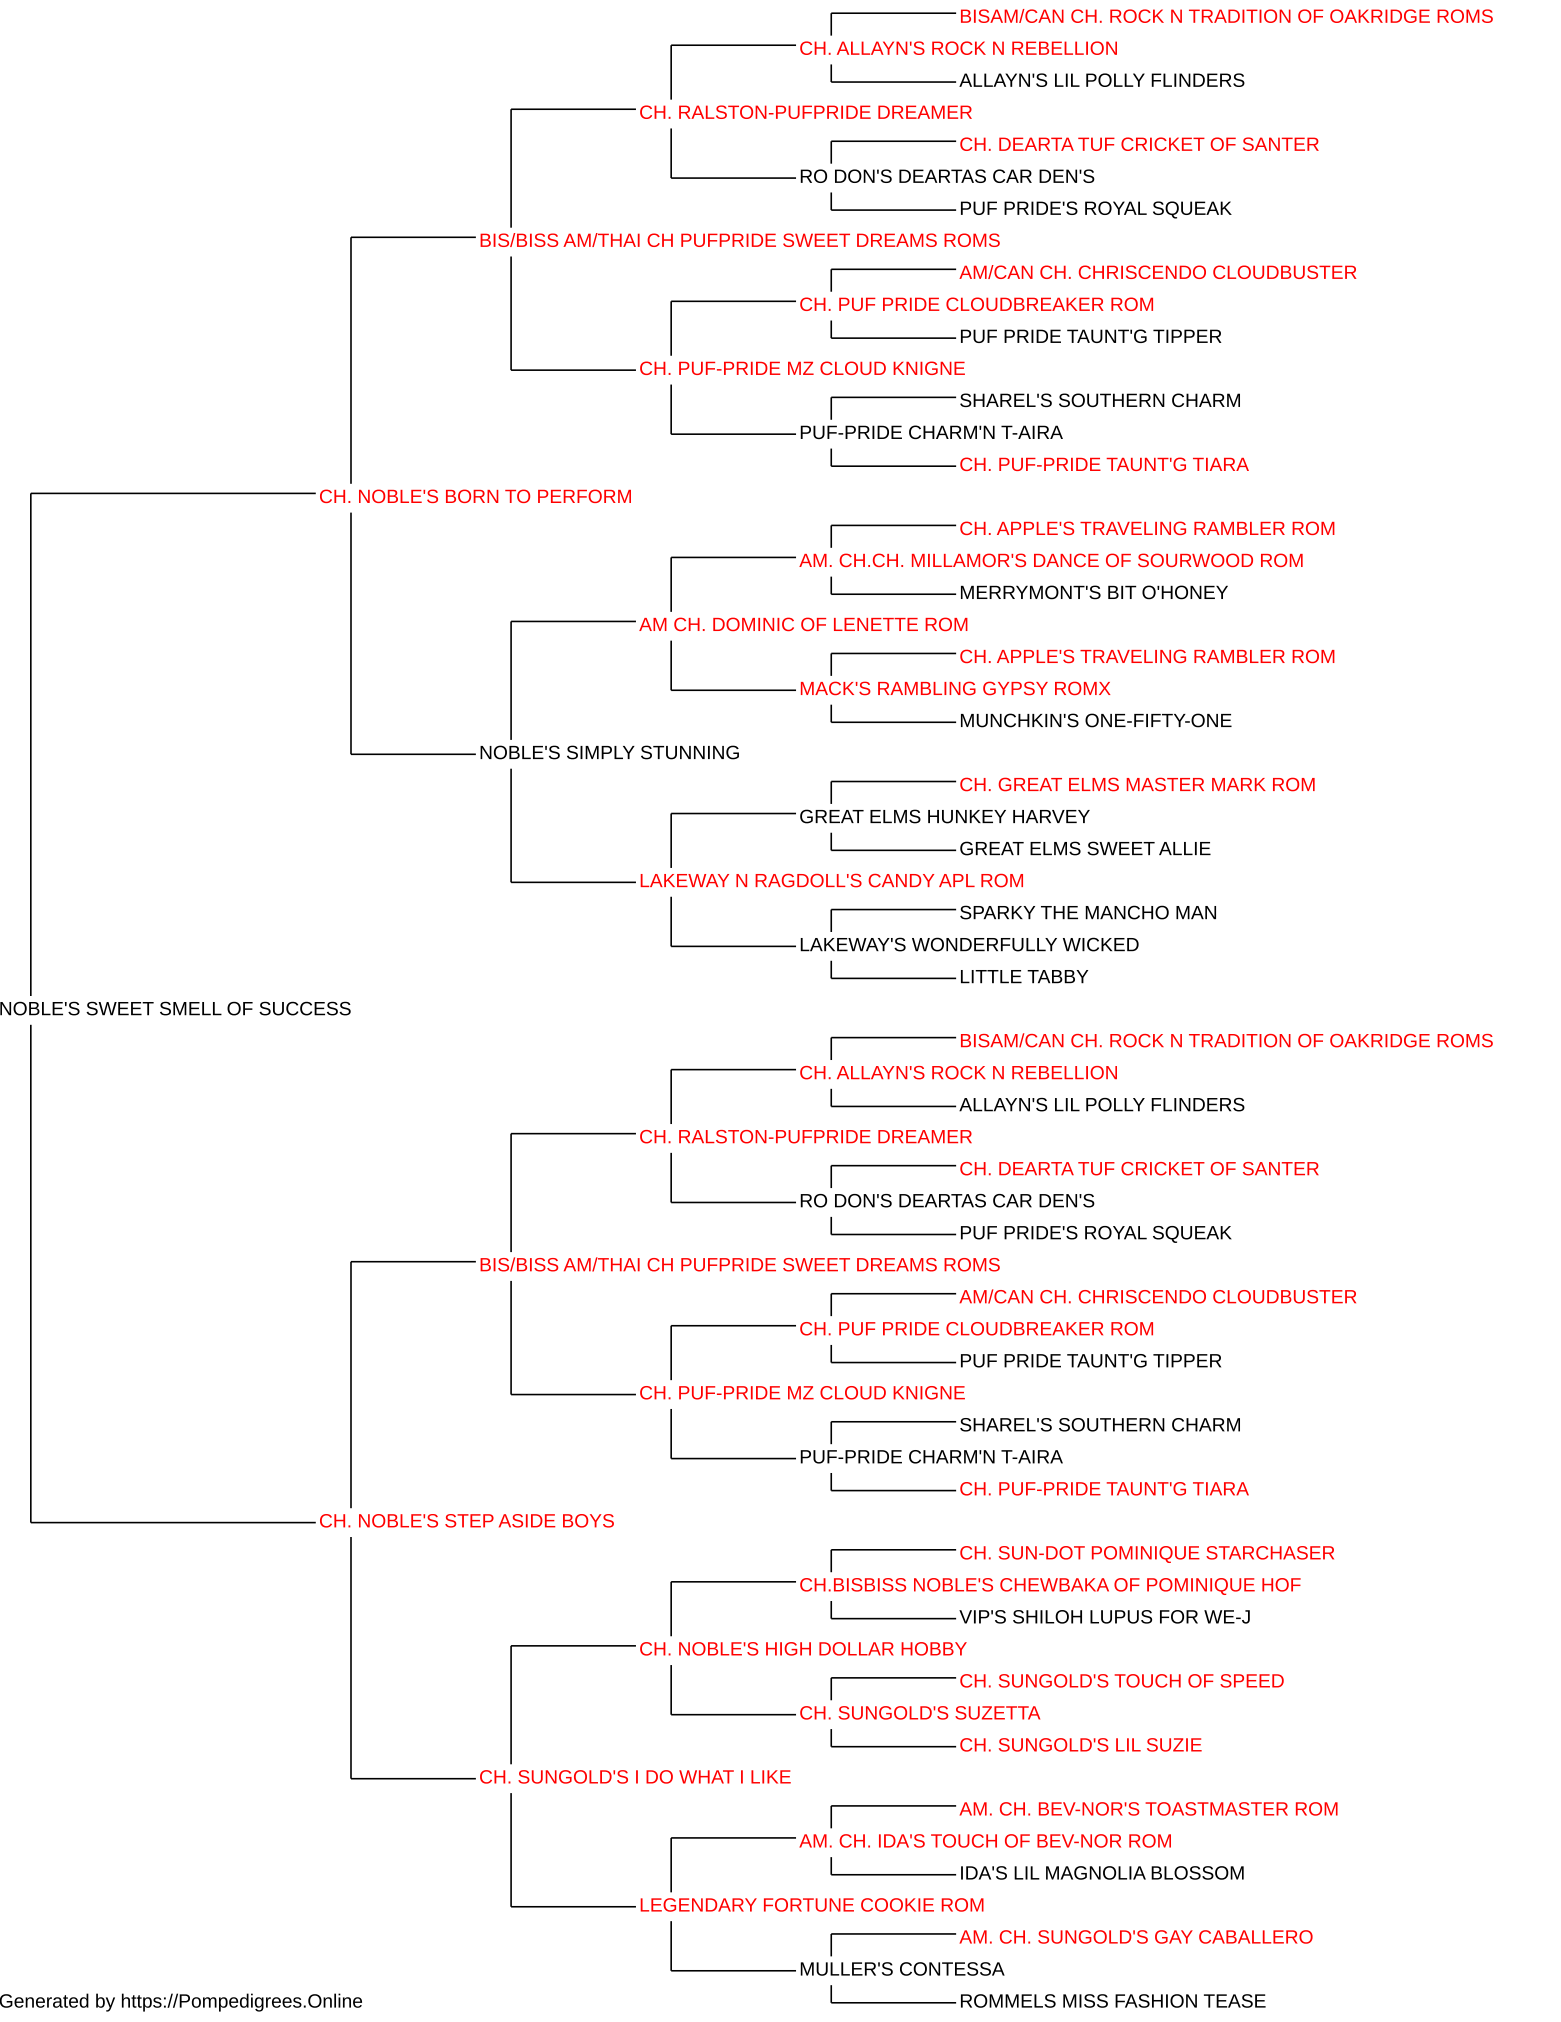 BISAM/CAN CH. ROCK N TRADITION OF OAKRIDGE ROMS
CH. ALLAYN'S ROCK N REBELLION
ALLAYN'S LIL POLLY FLINDERS
CH. RALSTON-PUFPRIDE DREAMER
CH. DEARTA TUF CRICKET OF SANTER
RO DON'S DEARTAS CAR DEN'S
PUF PRIDE'S ROYAL SQUEAK
BIS/BISS AM/THAI CH PUFPRIDE SWEET DREAMS ROMS
AM/CAN CH. CHRISCENDO CLOUDBUSTER
CH. PUF PRIDE CLOUDBREAKER ROM
PUF PRIDE TAUNT'G TIPPER
CH. PUF-PRIDE MZ CLOUD KNIGNE
SHAREL'S SOUTHERN CHARM
PUF-PRIDE CHARM'N T-AIRA
CH. PUF-PRIDE TAUNT'G TIARA
CH. NOBLE'S BORN TO PERFORM
CH. APPLE'S TRAVELING RAMBLER ROM
AM. CH.CH. MILLAMOR'S DANCE OF SOURWOOD ROM
MERRYMONT'S BIT O'HONEY
AM CH. DOMINIC OF LENETTE ROM
CH. APPLE'S TRAVELING RAMBLER ROM
MACK'S RAMBLING GYPSY ROMX
MUNCHKIN'S ONE-FIFTY-ONE
NOBLE'S SIMPLY STUNNING
CH. GREAT ELMS MASTER MARK ROM
GREAT ELMS HUNKEY HARVEY
GREAT ELMS SWEET ALLIE
LAKEWAY N RAGDOLL'S CANDY APL ROM
SPARKY THE MANCHO MAN
LAKEWAY'S WONDERFULLY WICKED
LITTLE TABBY
NOBLE'S SWEET SMELL OF SUCCESS
BISAM/CAN CH. ROCK N TRADITION OF OAKRIDGE ROMS
CH. ALLAYN'S ROCK N REBELLION
ALLAYN'S LIL POLLY FLINDERS
CH. RALSTON-PUFPRIDE DREAMER
CH. DEARTA TUF CRICKET OF SANTER
RO DON'S DEARTAS CAR DEN'S
PUF PRIDE'S ROYAL SQUEAK
BIS/BISS AM/THAI CH PUFPRIDE SWEET DREAMS ROMS
AM/CAN CH. CHRISCENDO CLOUDBUSTER
CH. PUF PRIDE CLOUDBREAKER ROM
PUF PRIDE TAUNT'G TIPPER
CH. PUF-PRIDE MZ CLOUD KNIGNE
SHAREL'S SOUTHERN CHARM
PUF-PRIDE CHARM'N T-AIRA
CH. PUF-PRIDE TAUNT'G TIARA
CH. NOBLE'S STEP ASIDE BOYS
CH. SUN-DOT POMINIQUE STARCHASER
CH.BISBISS NOBLE'S CHEWBAKA OF POMINIQUE HOF
VIP'S SHILOH LUPUS FOR WE-J
CH. NOBLE'S HIGH DOLLAR HOBBY
CH. SUNGOLD'S TOUCH OF SPEED
CH. SUNGOLD'S SUZETTA
CH. SUNGOLD'S LIL SUZIE
CH. SUNGOLD'S I DO WHAT I LIKE
AM. CH. BEV-NOR'S TOASTMASTER ROM
AM. CH. IDA'S TOUCH OF BEV-NOR ROM
IDA'S LIL MAGNOLIA BLOSSOM
LEGENDARY FORTUNE COOKIE ROM
AM. CH. SUNGOLD'S GAY CABALLERO
MULLER'S CONTESSA
ROMMELS MISS FASHION TEASE
Generated by https://Pompedigrees.Online